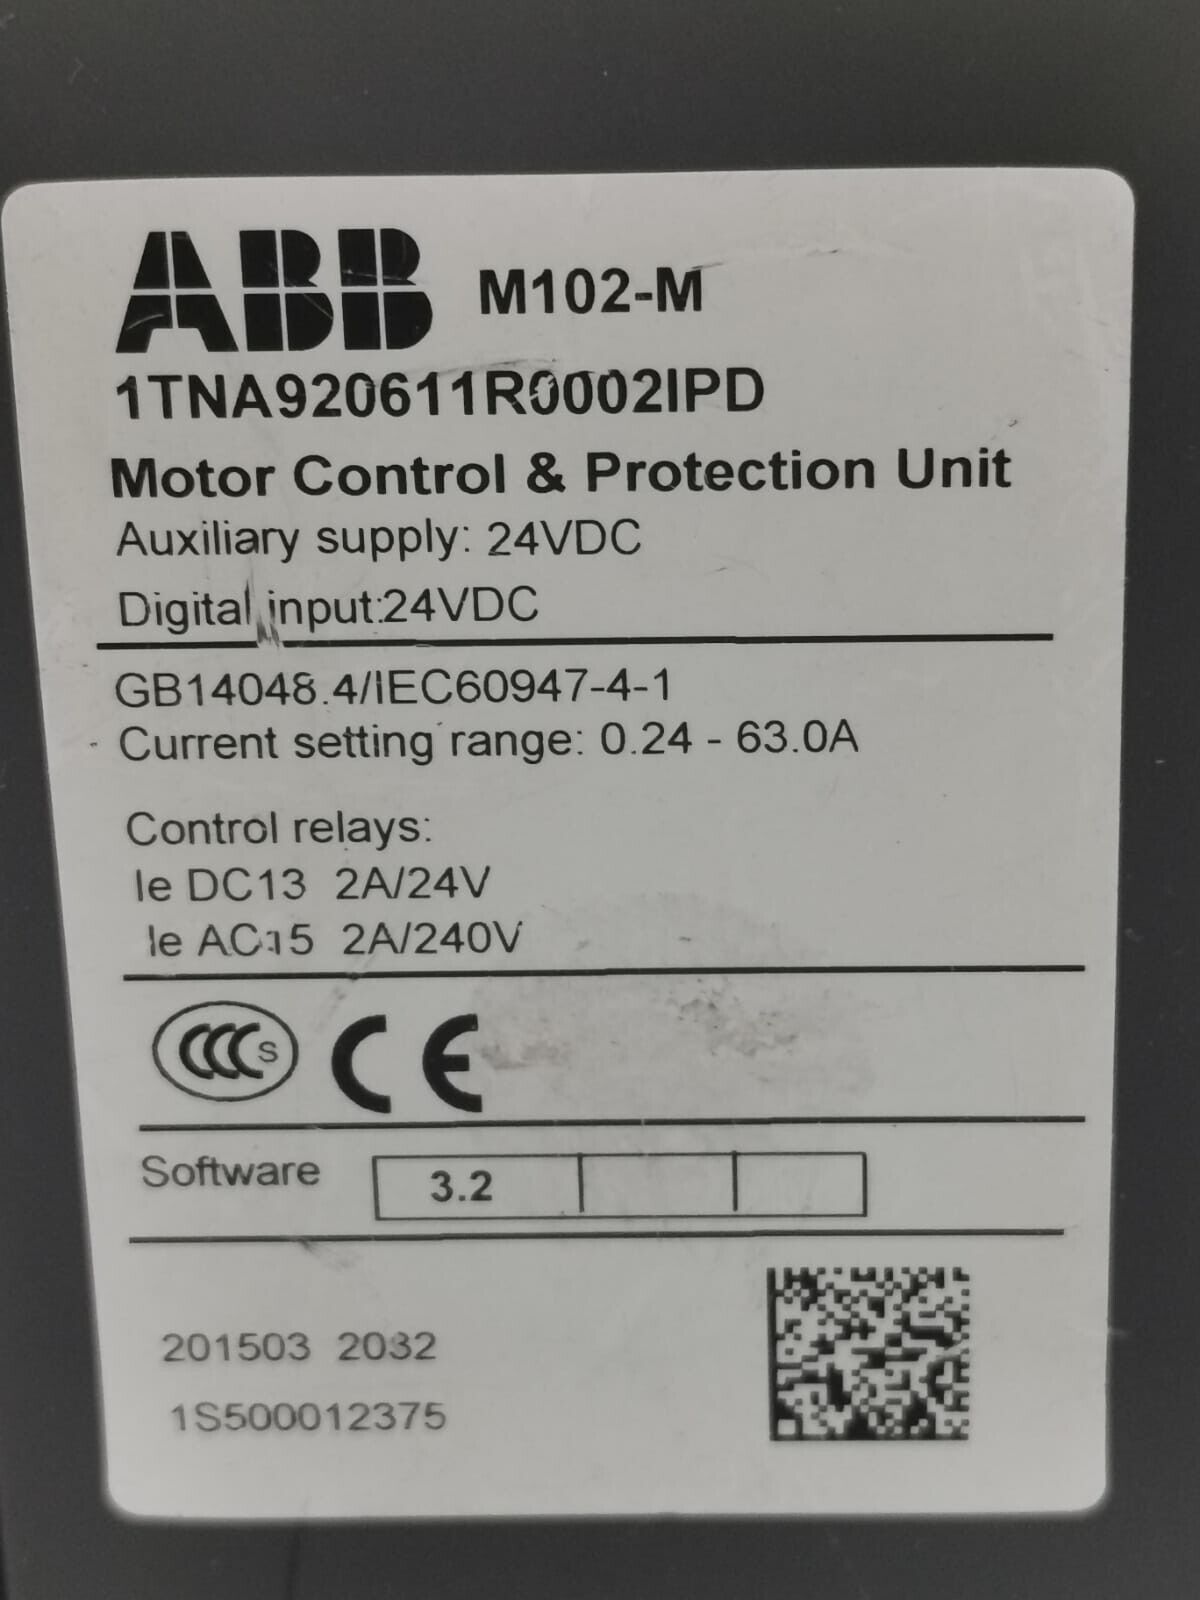 ABB M102-M
1TNA920611R0002IPD
Motor Control & Protection Unit
Auxiliary supply: 24VDC
Digital input:24VDC
GB14048.4/IEC60947-4-1
Current setting range: 0.24 - 63.0A
Control relays:
Ie DC13 2A/24V
Ie AC15 2A/240V
CCC S CE
Software 3.2
201503 2032
1S500012375